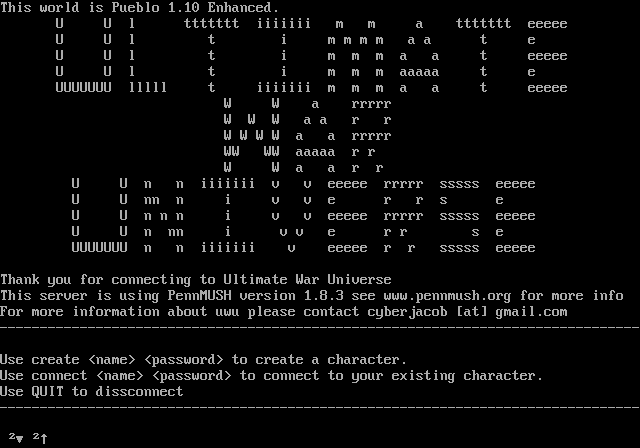 This world is Pueblo 1.10 Enhanced.
U     U  l      ttttttt  iiiiiii   m   m     a    ttttttt  eeeee
U     U  l         t        i     m m m m   a a      t     e
U     U  l         t        i     m  m  m  a   a     t     eeeee
U     U  l         t        i     m  m  m  aaaaa     t     e
UUUUUUU  lllll     t     iiiiiii  m  m  m  a   a     t     eeeee
W     W    a    rrrrr
W  W  W   a a   r   r
W W W W  a   a  rrrrr
WW   WW  aaaaa  r r
W     W  a   a  r  r
U     U  n   n  iiiiiii  v   v  eeeee  rrrrr  sssss  eeeee
U     U  nn  n     i     v   v  e      r   r  s      e
U     U  n n n     i     v   v  eeeee  rrrrr  sssss  eeeee
U     U  n  nn     i      v v   e      r r        s  e
UUUUUUU  n   n  iiiiiii    v    eeeee  r  r   sssss  eeeee
Thank you for connecting to Ultimate War Universe
This server is using PennMUSH version 1.8.3 see www.pennmush.org for more info
For more information about uwu please contact cyberjacob [at] gmail.com
--------------------------------------------------------------------------------
Use create <name> <password> to create a character.
Use connect <name> <password> to connect to your existing character.
Use QUIT to dissconnect
--------------------------------------------------------------------------------
²▼ ²↑